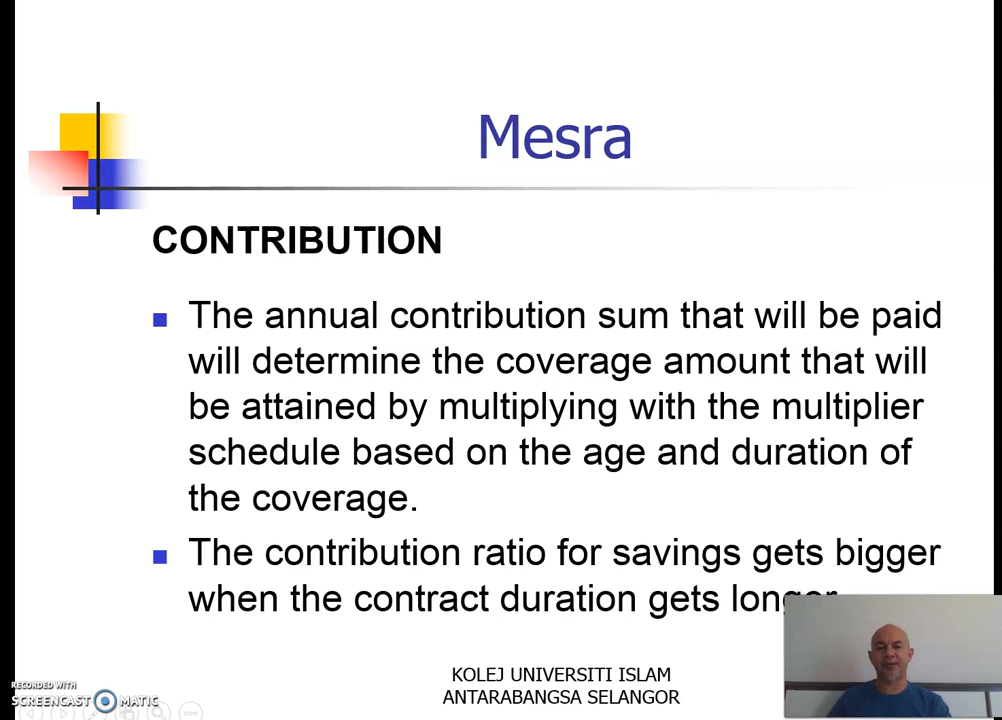 Mesra
CONTRIBUTION
The annual contribution sum that will be paid
will determine the coverage amount that will
be attained by multiplying with the multiplier
schedule based on the age and duration of
the coverage.
The contribution ratio for savings gets bigger
when the contract duration gets longer
KOLEJ UNIVERSITI ISLAM
ANTARABANGSA SELANGOR
RECORDED WITH
SCREENCAST MATIC